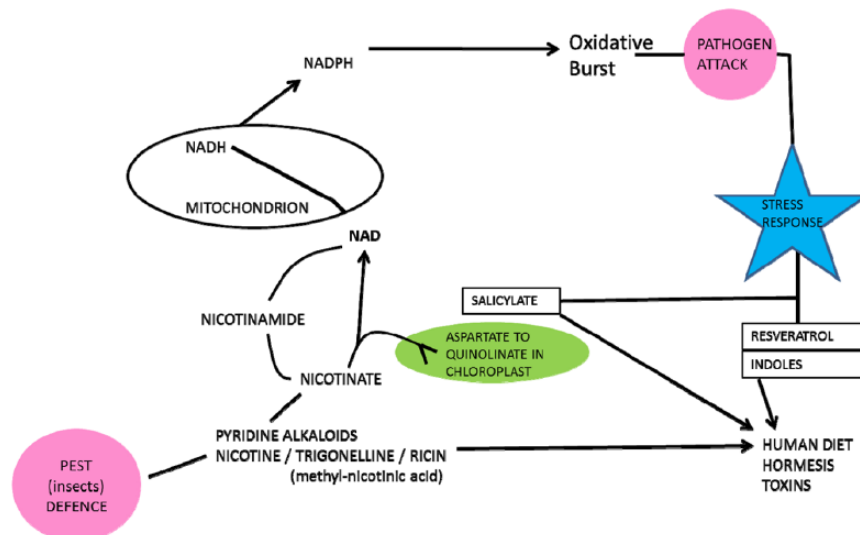 NADPH
Oxidative
Burst
PATHOGEN
ATTACK
NADH
MITOCHONDRION
STRESS
RESPONSE
NAD
SALICYLATE
NICOTINAMIDE
ASPARTATE TO
QUINOLINATE IN
CHLOROPLAST
RESVERATROL
INDOLES
NICOTINATE
PYRIDINE ALKALOIDS
NICOTINE / TRIGONELLINE / RICIN
(methyl-nicotinic acid)
HUMAN DIET
HORMESIS
TOXINS
PEST
(insects)
DEFENCE